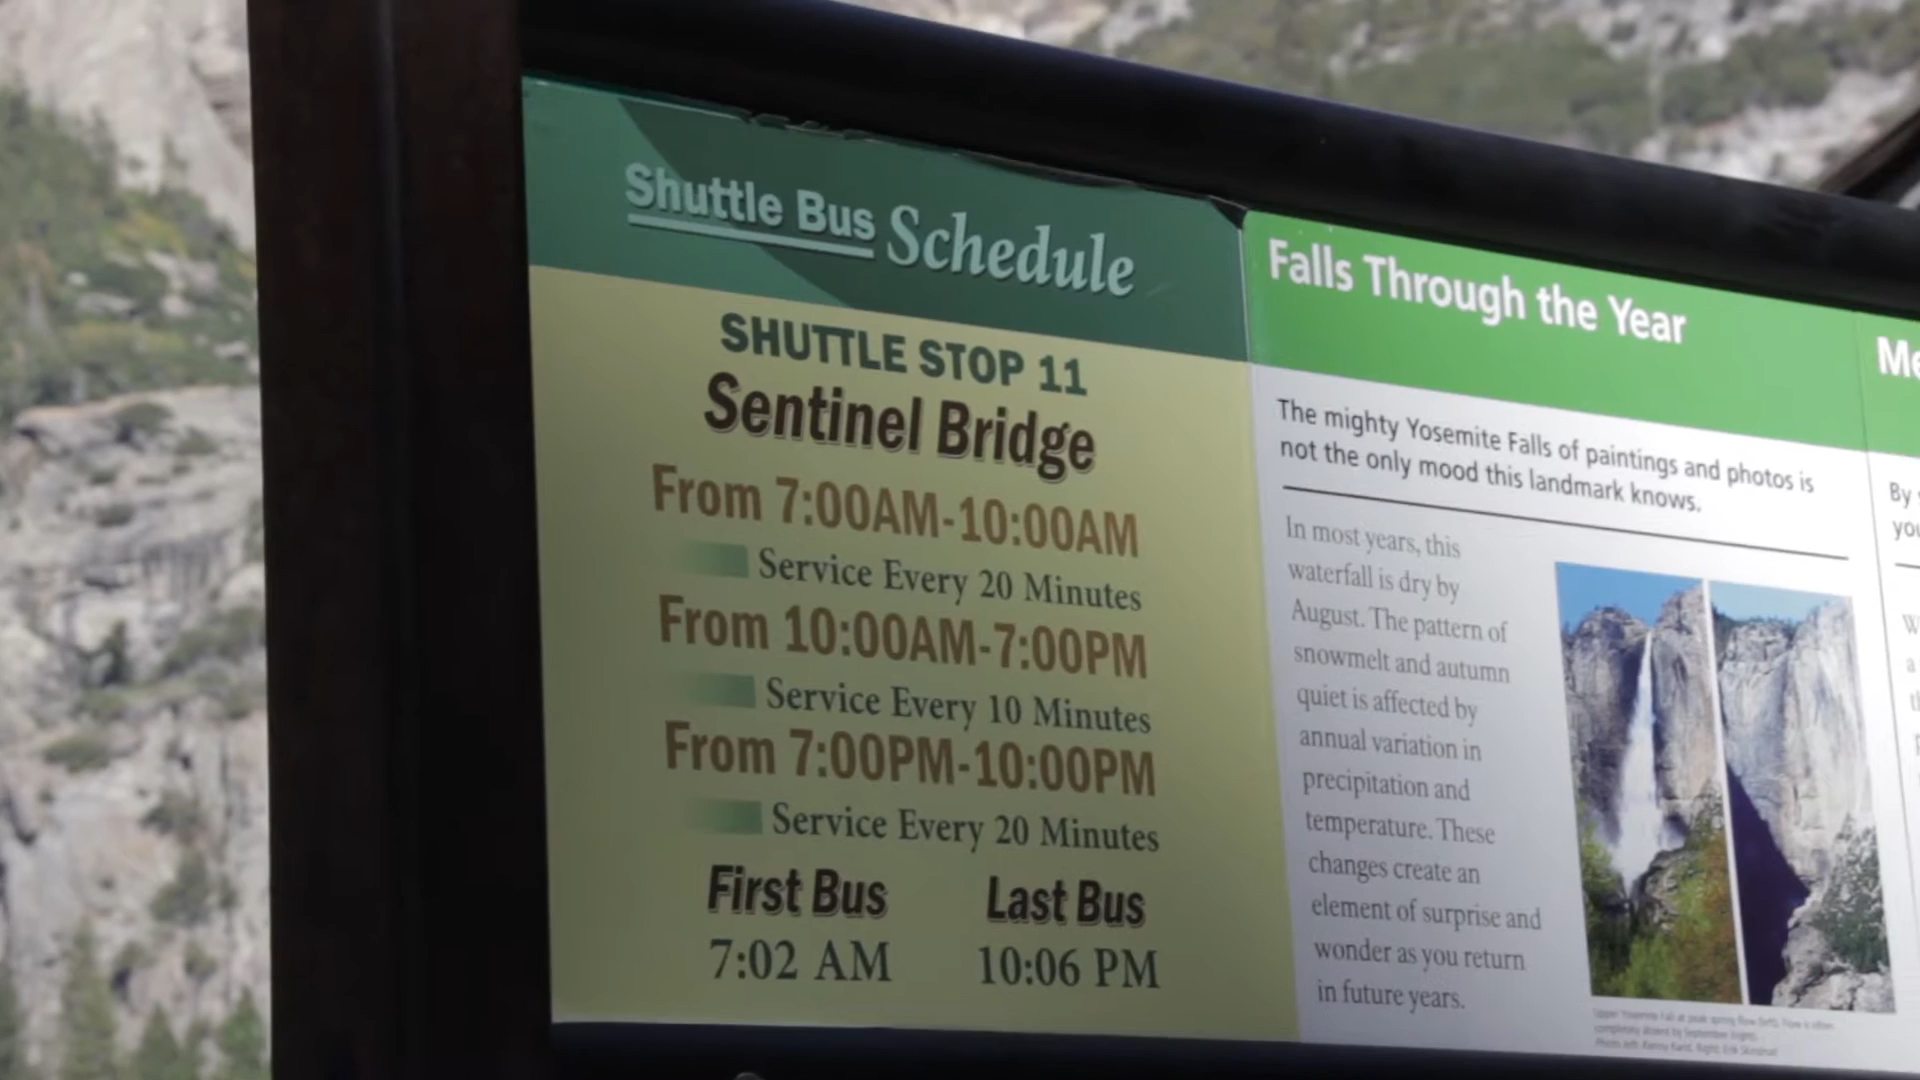 Shuttle Bus Schedule
SHUTTLE STOP 11
Sentinel Bridge
From 7:00AM-10:00AM
Service Every 20 Minutes
From 10:00AM-7:00PM
Service Every 10 Minutes
From 7:00PM-10:00PM
Service Every 20 Minutes
First Bus Last Bus
7:02 AM 10:06 PM
Falls Through the Year
The mighty Yosemite Falls of paintings and photos is
not the only mood this landmark knows.
In most years, this
waterfall is dry by
August. The pattern of
snowmelt and autumn
quiet is affected by
annual variation in
precipitation and
temperature. These
changes create an
element of surprise and
wonder as you return
in future years.
Me
By
you